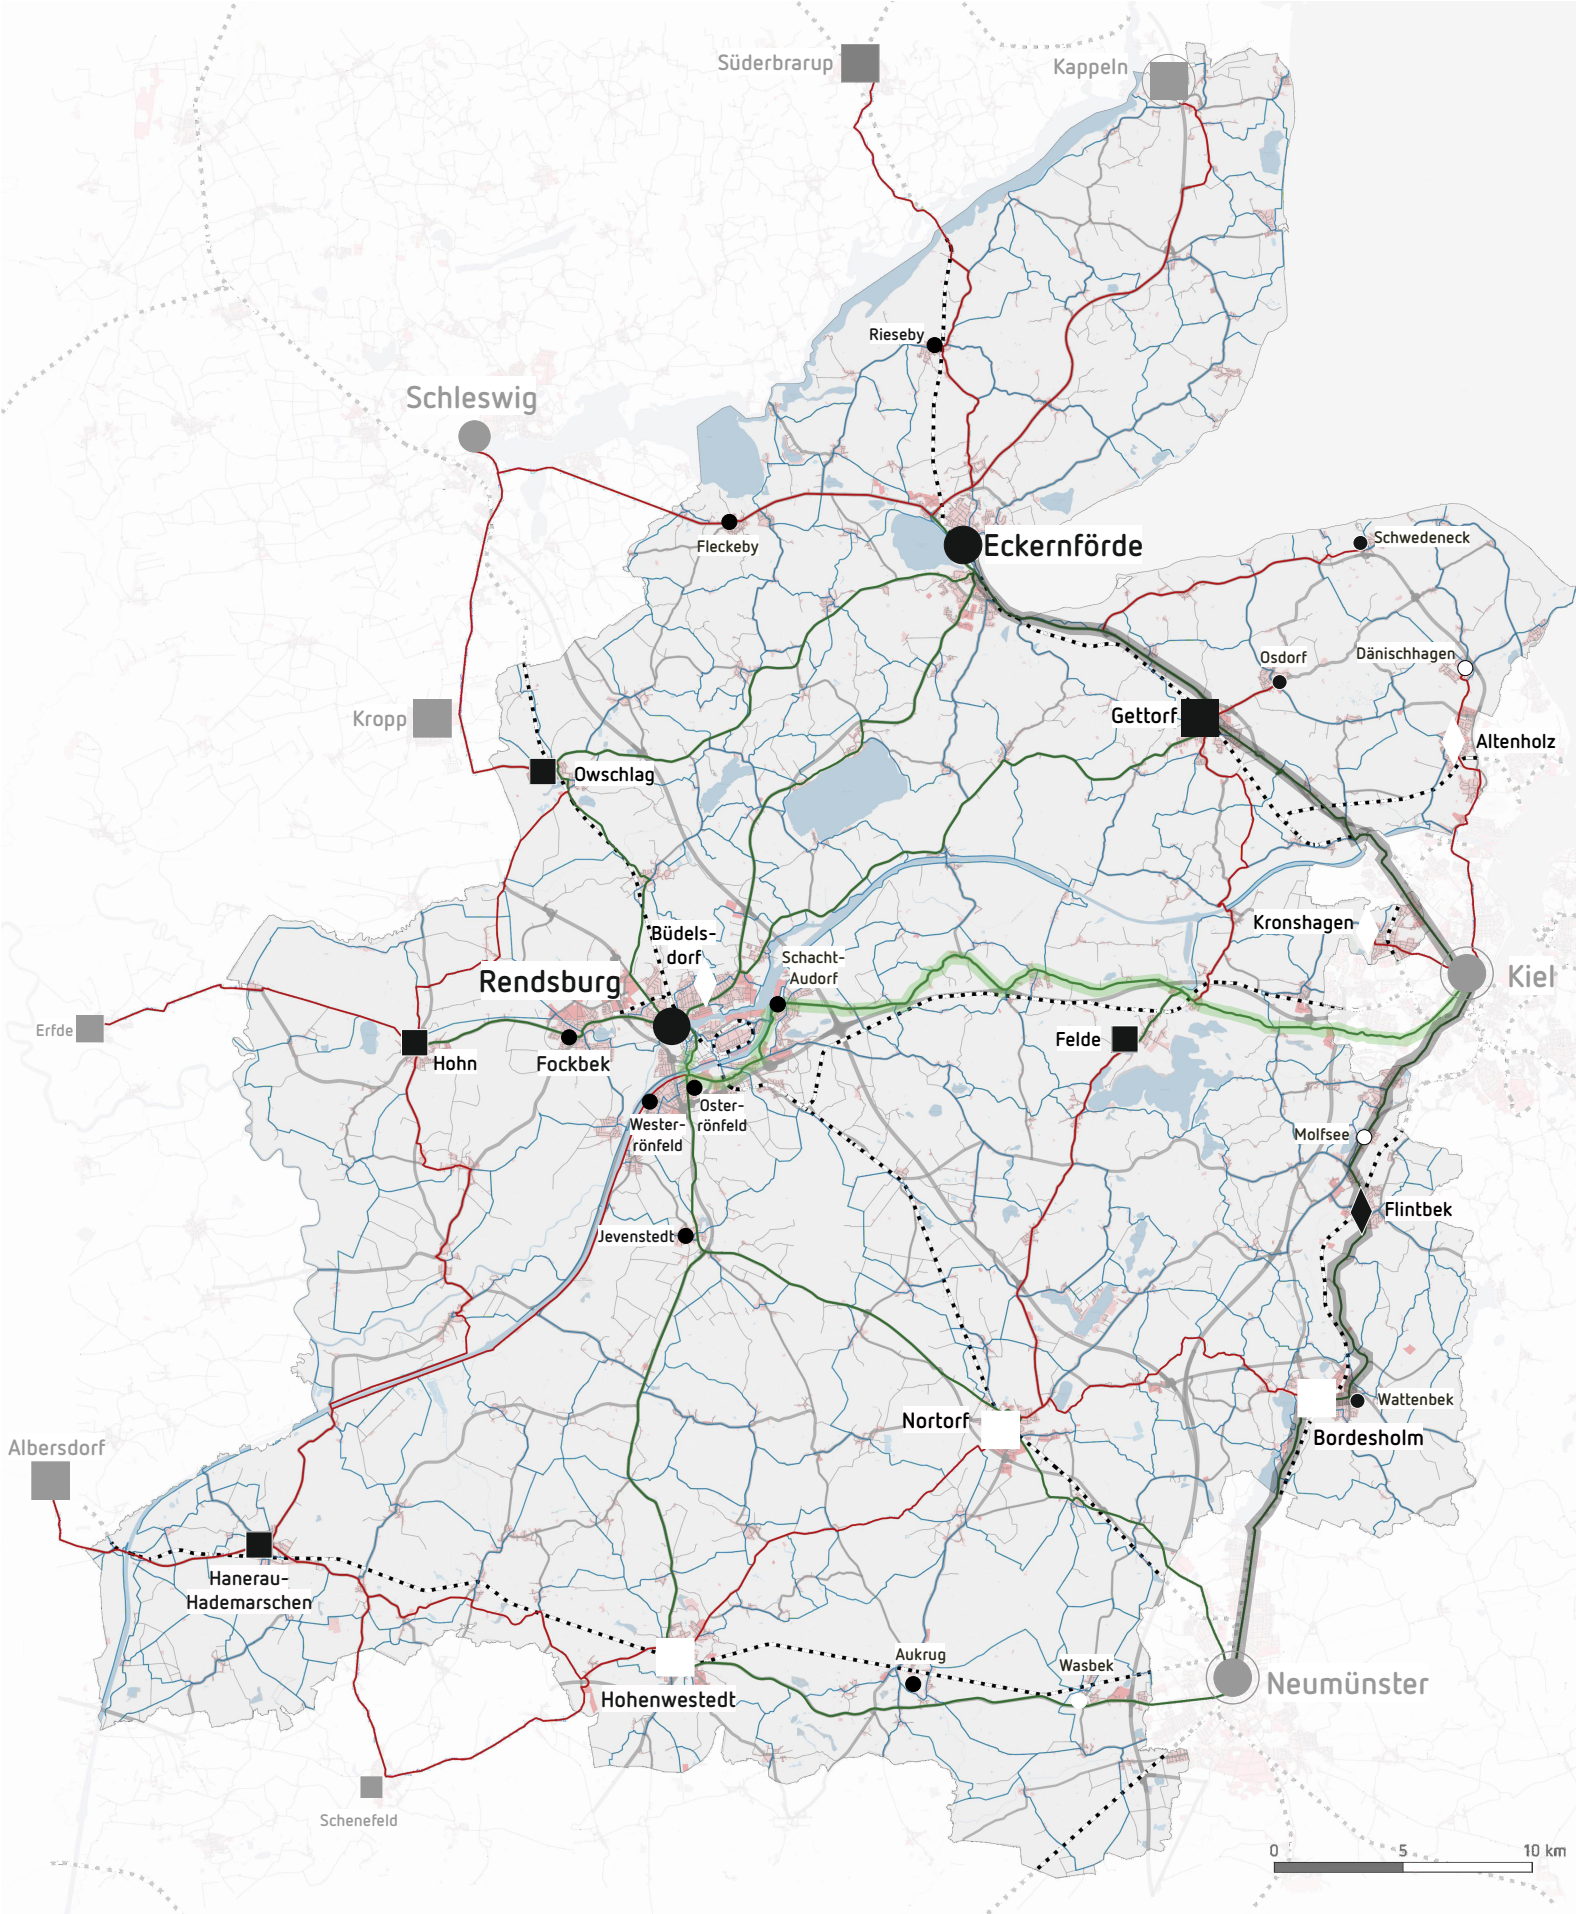 Süderbrarup
Kappeln
Rieseby
Schleswig
Fleckeby
Eckernförde
Schwedeneck
Dänischhagen
Osdorf
Kropp
Gettorf
Altenholz
Owschlag
Büdels-
dorf
Kronshagen
Schacht-
Audorf
Rendsburg
Kiel
Erfde
Hohn
Fockbek
Felde
Oster-
rönfeld
Wester-
rönfeld
Molfsee
Flintbek
Jevenstedt
Wattenbek
Nortorf
Bordesholm
Albersdorf
Hanerau-
Hademarschen
Aukrug
Wasbek
Neumünster
Hohenwestedt
Schenefeld
0 5 10 km